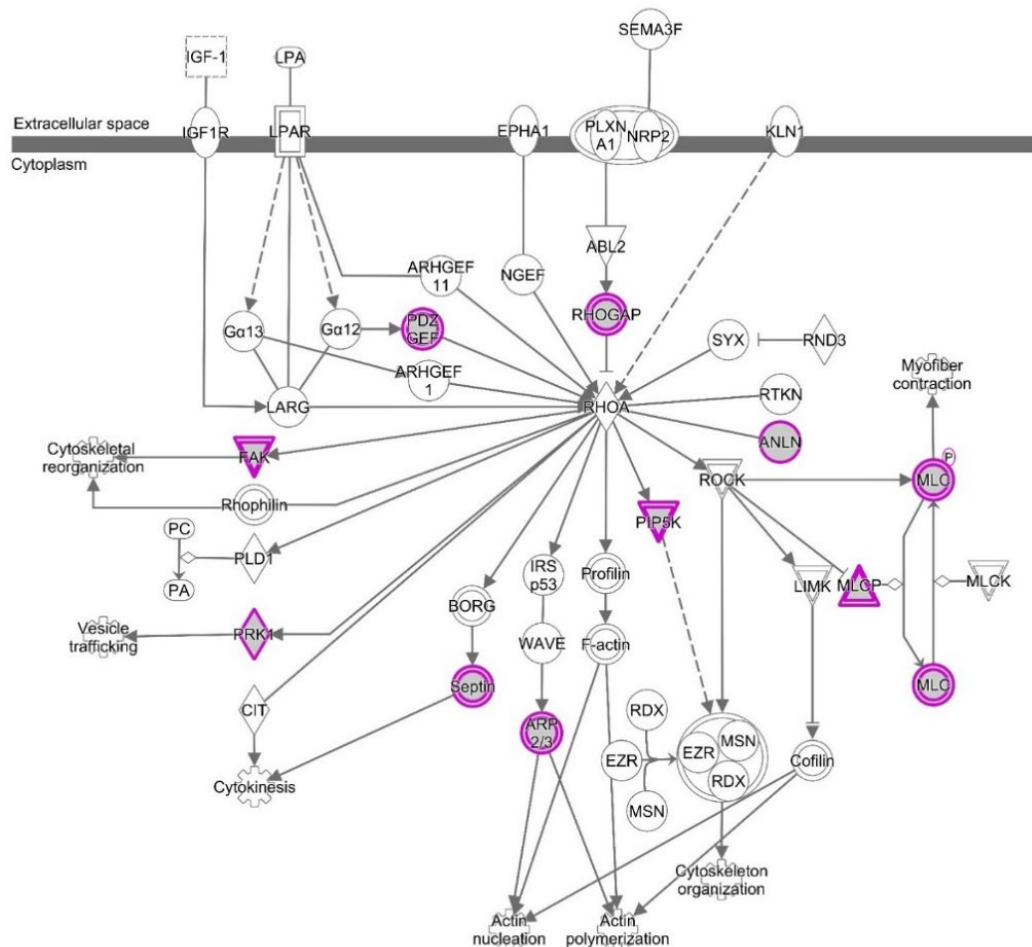 SEMA3F
IGF-1
LPA
Extracellular space
IGF1R
LPAR
EPHA1
PLXN
A1
NRP2
KLN1
Cytoplasm
ABL2
ARHGEF
11
NGEF
RHOGAP
Gα13
Gα12
PDZ
GEF
SYX
RND3
Myofiber
contraction
ARHGEF
1
LARG
RHOA
RTKN
ANLN
Cytoskeletal
reorganization
FAK
ROCK
P
MLC
Rhophilin
PIP5K
PC
PLD1
PA
IRS
p53
Profilin
LIMK
MLCP
MLCK
BORG
Vesicle
trafficking
PRK1
WAVE
F-actin
Septin
MLC
CIT
RDX
ARP
2/3
EZR
EZR
MSN
RDX
Cofilin
Cytokinesis
MSN
Cytoskeleton
organization
Actin
nucleation
Actin
polymerization